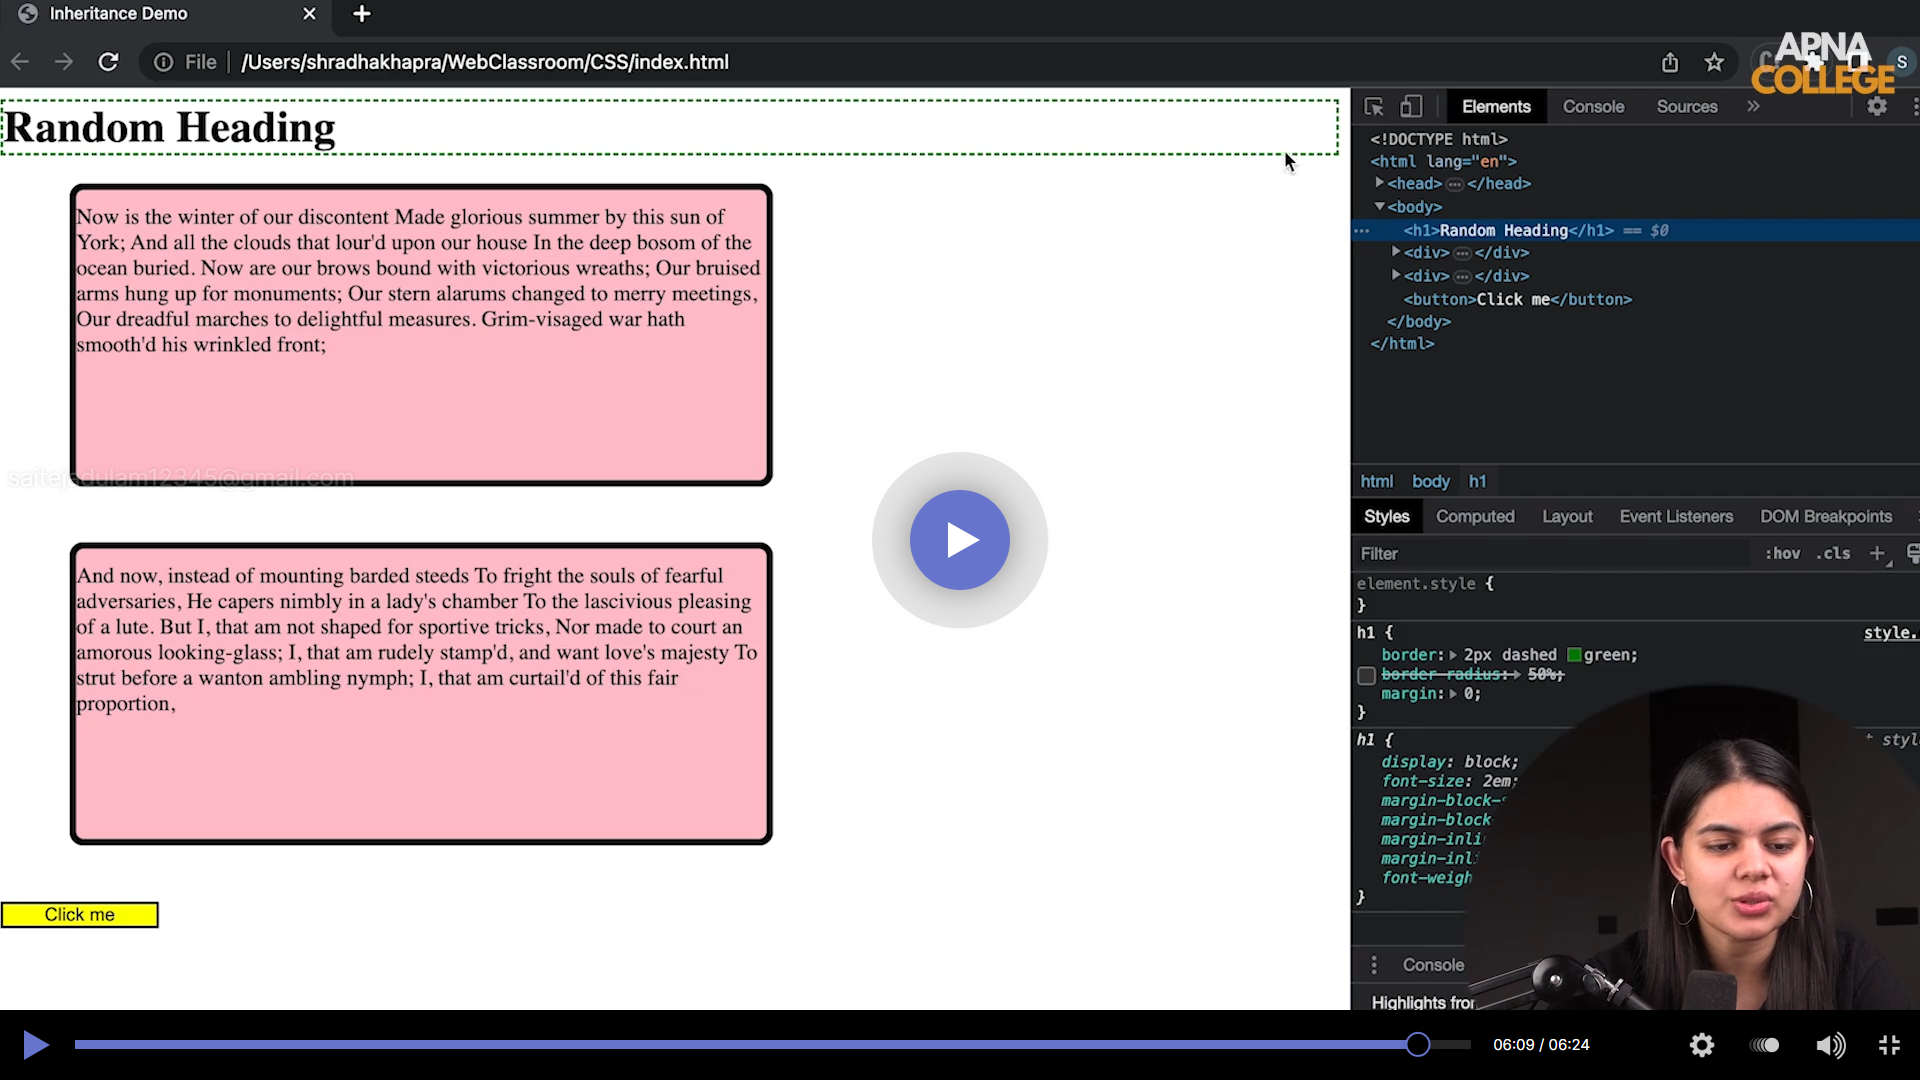 Inheritance Demo
File
/Users/shradhakhapra/WebClassroom/CSS/index.html
APNA
COLLEGE
S
Random Heading
Now is the winter of our discontent Made glorious summer by this sun of
York; And all the clouds that lour'd upon our house In the deep bosom of the
ocean buried. Now are our brows bound with victorious wreaths; Our bruised
arms hung up for monuments; Our stern alarums changed to merry meetings,
Our dreadful marches to delightful measures. Grim-visaged war hath
smooth'd his wrinkled front;
And now, instead of mounting barded steeds To fright the souls of fearful
adversaries, He capers nimbly in a lady's chamber To the lascivious pleasing
of a lute. But I, that am not shaped for sportive tricks, Nor made to court an
amorous looking-glass; I, that am rudely stamp'd, and want love's majesty To
strut before a wanton ambling nymph; I, that am curtail'd of this fair
proportion,
Click me
Elements Console Sources »
<!DOCTYPE html>
<html lang="en">
<head> … </head>
<body>
<h1>Random Heading</h1> == $0
<div> … </div>
<div> … </div>
<button>Click me</button>
</body>
</html>
html body h1
Styles Computed Layout Event Listeners DOM Breakpoints
Filter :hov .cls +
element.style {
}
h1 { style.
border: 2px dashed green;
border-radius: 50%;
margin: 0;
}
h1 {
display: block;
font-size: 2em;
margin-block-
margin-block
margin-inli
margin-inl
font-weigh
}
Console
Highlights from
06:09 / 06:24